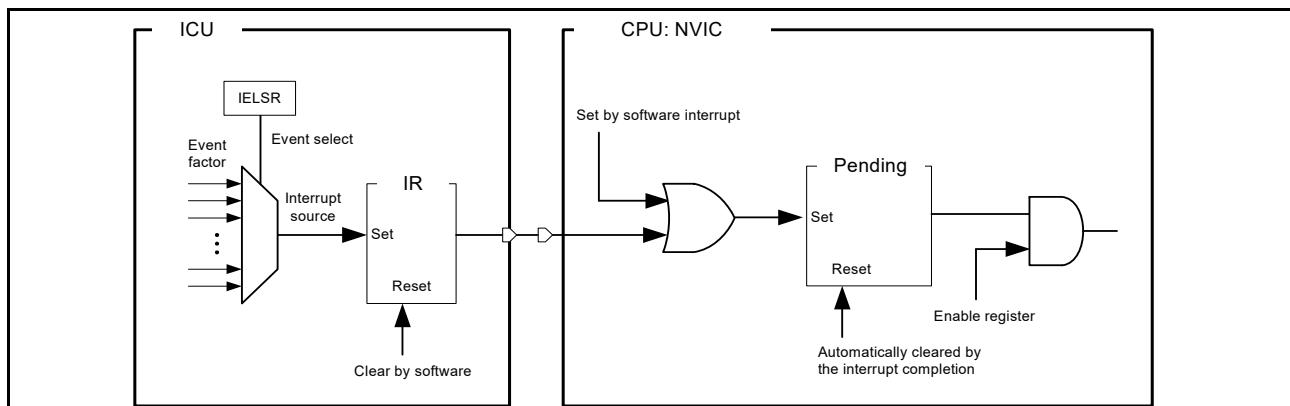 ICU
CPU: NVIC
IELSR
Event select
Event
factor
Interrupt
source
IR
Set
Reset
Clear by software
Set by software interrupt
Pending
Set
Reset
Enable register
Automatically cleared by
the interrupt completion